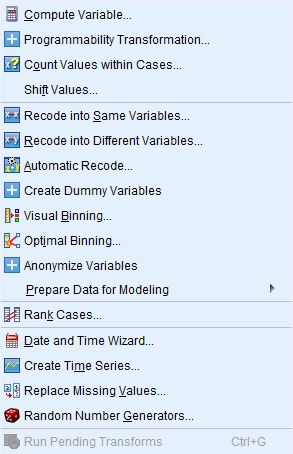 Compute Variable...
Programmability Transformation...
Count Values within Cases...
Shift Values...
Recode into Same Variables...
Recode into Different Variables...
Automatic Recode...
Create Dummy Variables
Visual Binning...
Optimal Binning...
Anonymize Variables
Prepare Data for Modeling
Rank Cases...
Date and Time Wizard...
Create Time Series...
Replace Missing Values...
Random Number Generators...
Run Pending Transforms Ctrl+G